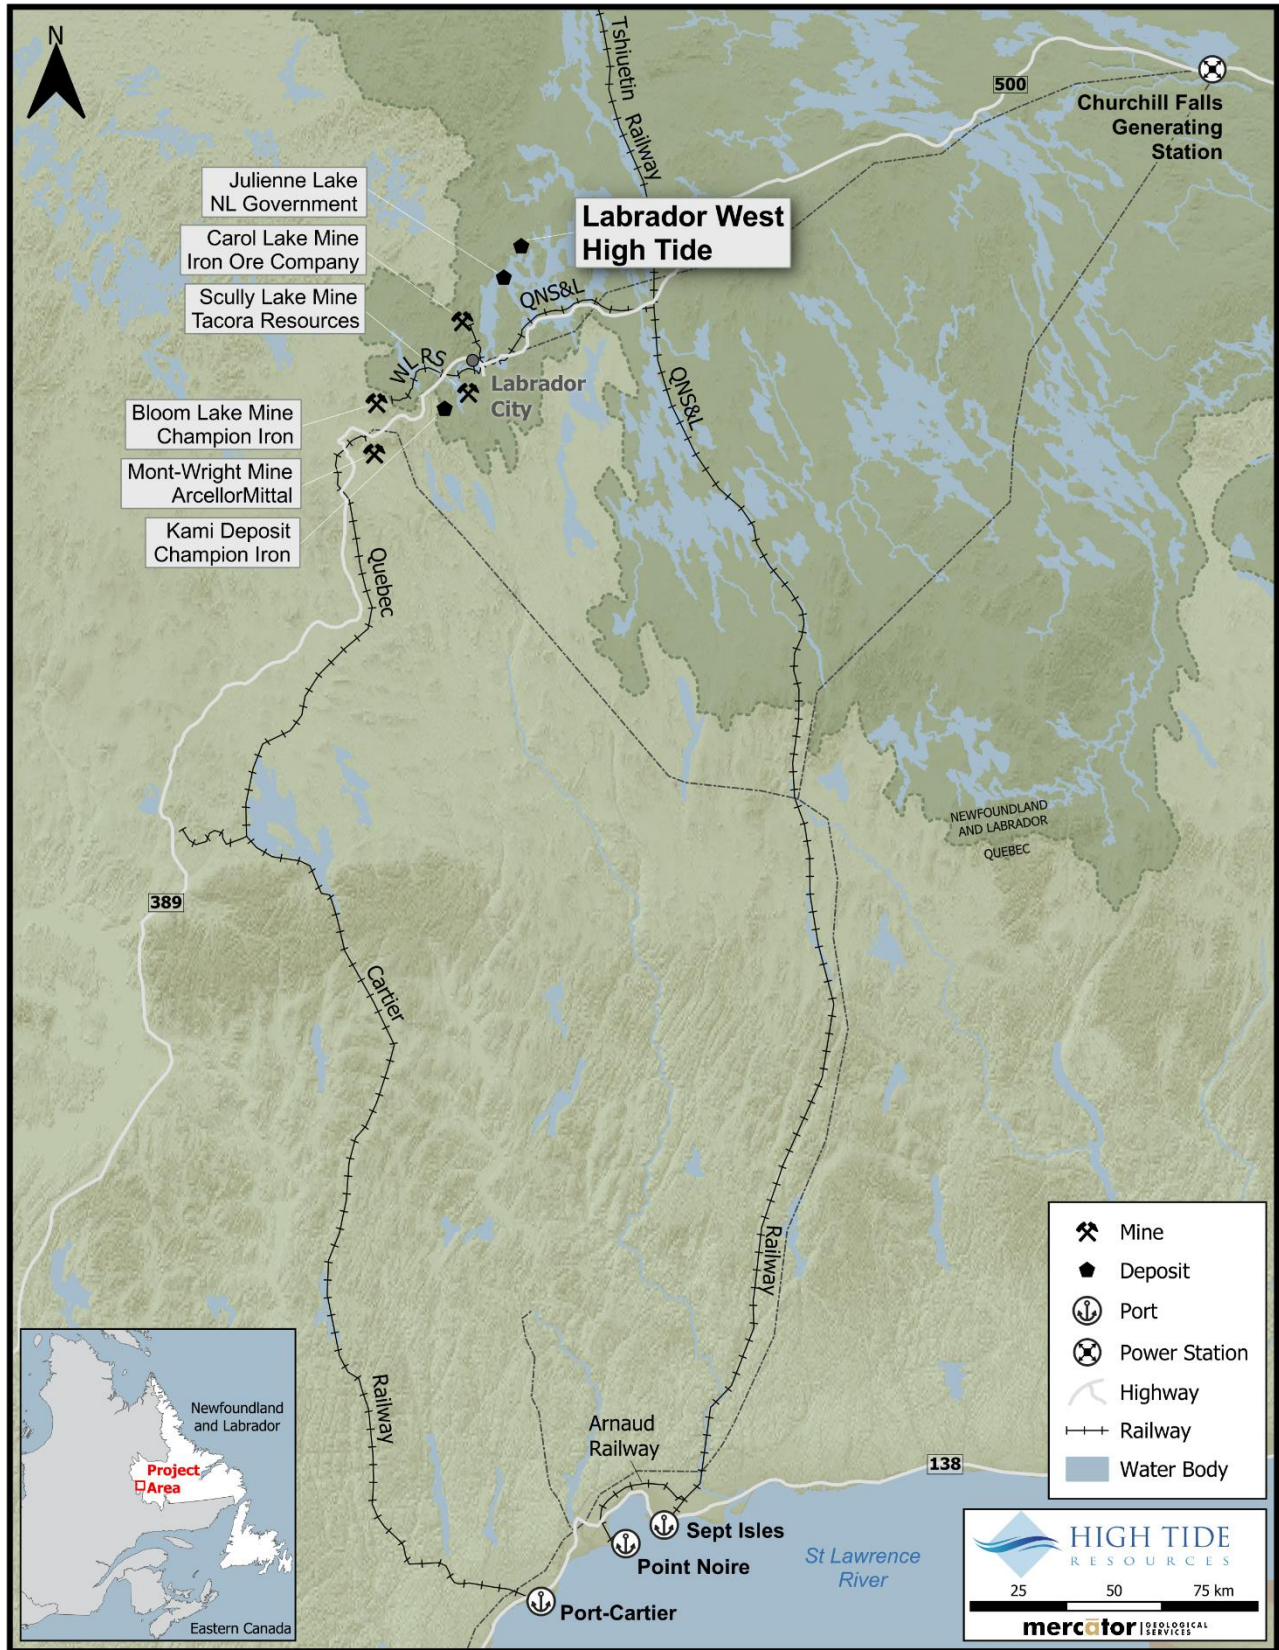 N
Tshiuetin Railway
500
Churchill Falls
Generating
Station
Julienne Lake
NL Government
Carol Lake Mine
Iron Ore Company
Scully Lake Mine
Tacora Resources
Labrador West
High Tide
QNS&L
WLRS
Labrador
City
Bloom Lake Mine
Champion Iron
Mont-Wright Mine
ArcellorMittal
Kami Deposit
Champion Iron
QNS&L
Quebec
NEWFOUNDLAND
AND LABRADOR
QUEBEC
389
Cartier
Railway
Railway
Arnaud
Railway
138
Sept Isles
Point Noire
Port-Cartier
St Lawrence
River
Mine
Deposit
Port
Power Station
Highway
Railway
Water Body
Newfoundland
and Labrador
Project
Area
Eastern Canada
HIGH TIDE
RESOURCES
25 50 75 km
mercātor GEOLOGICAL
SERVICES